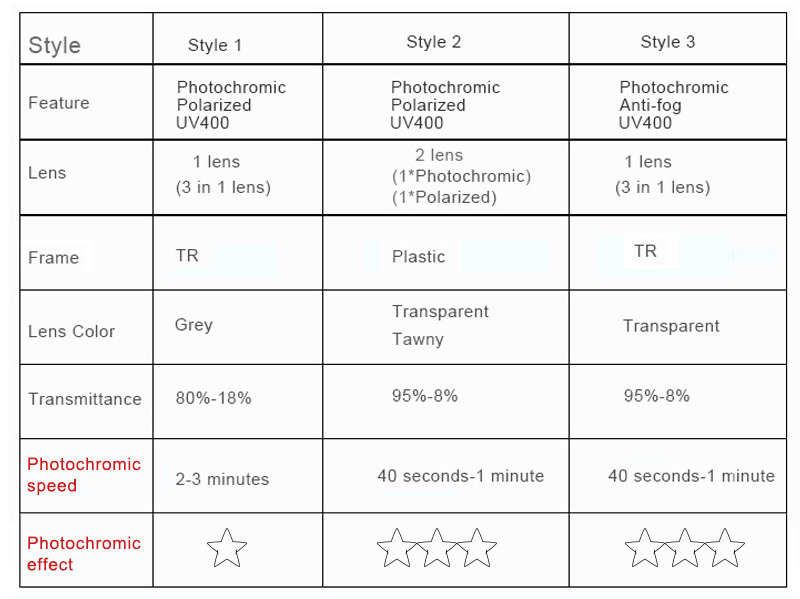 Style
Style 1
Style 2
Style 3
Feature
Photochromic
Polarized
UV400
Photochromic
Polarized
UV400
Photochromic
Anti-fog
UV400
Lens
1 lens
(3 in 1 lens)
2 lens
(1*Photochromic)
(1*Polarized)
1 lens
(3 in 1 lens)
Frame
TR
Plastic
TR
Lens Color
Grey
Transparent
Tawny
Transparent
Transmittance
80%-18%
95%-8%
95%-8%
Photochromic
speed
2-3 minutes
40 seconds-1 minute
40 seconds-1 minute
Photochromic
effect